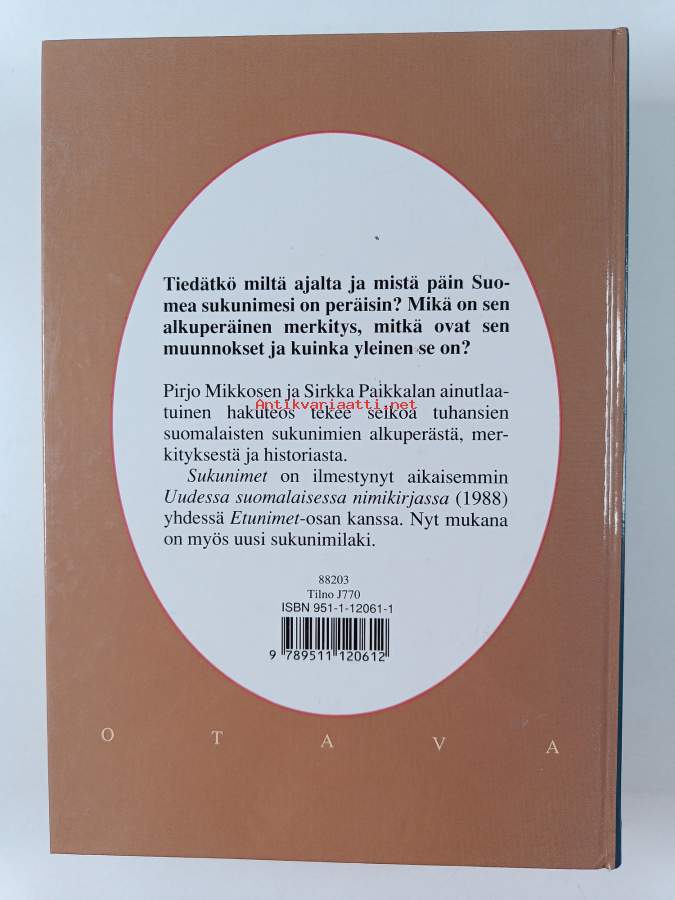 Tiedätkö miltä ajalta ja mistä päin Suo-
mea sukunimesi on peräisin? Mikä on sen
alkuperäinen merkitys, mitkä ovat sen
muunnokset ja kuinka yleinen se on?
Pirjo Mikkosen ja Sirkka Paikkalan ainutlaa-
Antikvariaatti.net
tuinen hakuteos tekee selkoa tuhansien
suomalaisten sukunimien alkuperästä, mer-
kityksestä ja historiasta.
Sukunimet on ilmestynyt aikaisemmin
Uudessa suomalaisessa nimikirjassa (1988)
yhdessä Etunimet-osan kanssa. Nyt mukana
on myös uusi sukunimilaki.
88203
Tilno J770
ISBN 951-1-12061-1
9 789511 120612
O T A V A